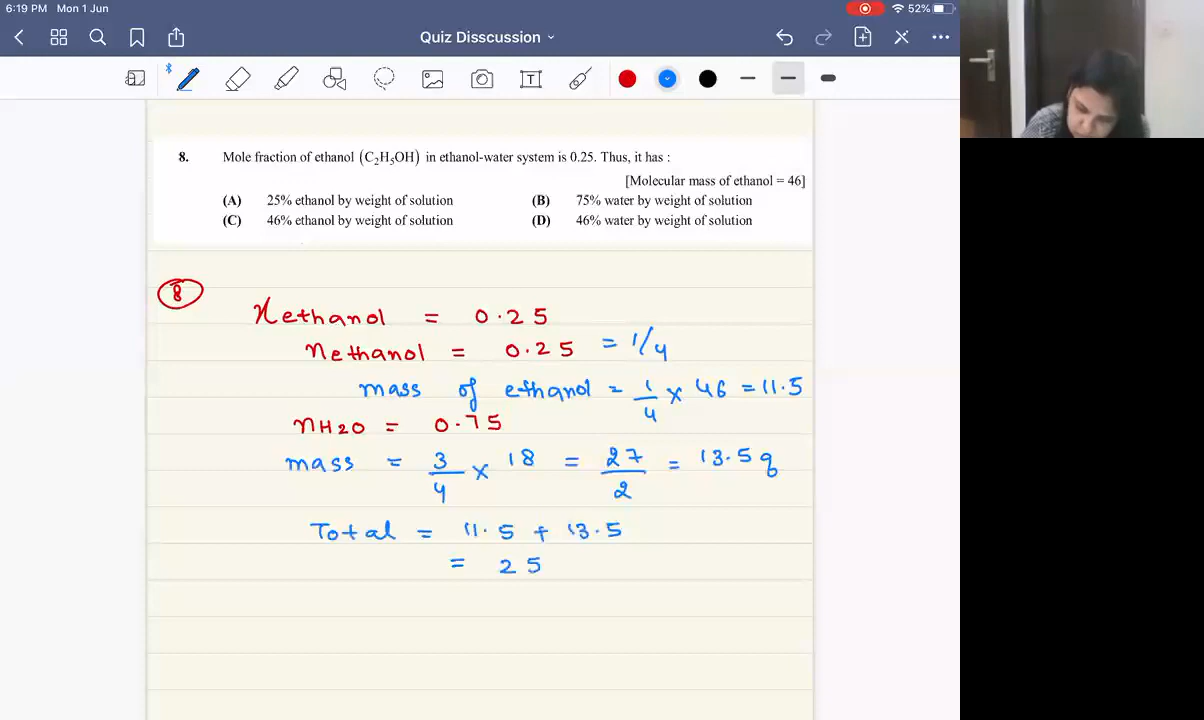 6:19 PM Mon 1 Jun
52%
Quiz Disscussion
8. Mole fraction of ethanol (C₂H₅OH) in ethanol-water system is 0.25. Thus, it has :
[Molecular mass of ethanol = 46]
(A) 25% ethanol by weight of solution (B) 75% water by weight of solution
(C) 46% ethanol by weight of solution (D) 46% water by weight of solution
8
χethanol = 0.25
nethanol = 0.25 = 1/4
mass of ethanol = 1/4 × 46 = 11.5
nH2O = 0.75
mass = 3/4 × 18 = 27/2 = 13.5 g
Total = 11.5 + 13.5
= 25